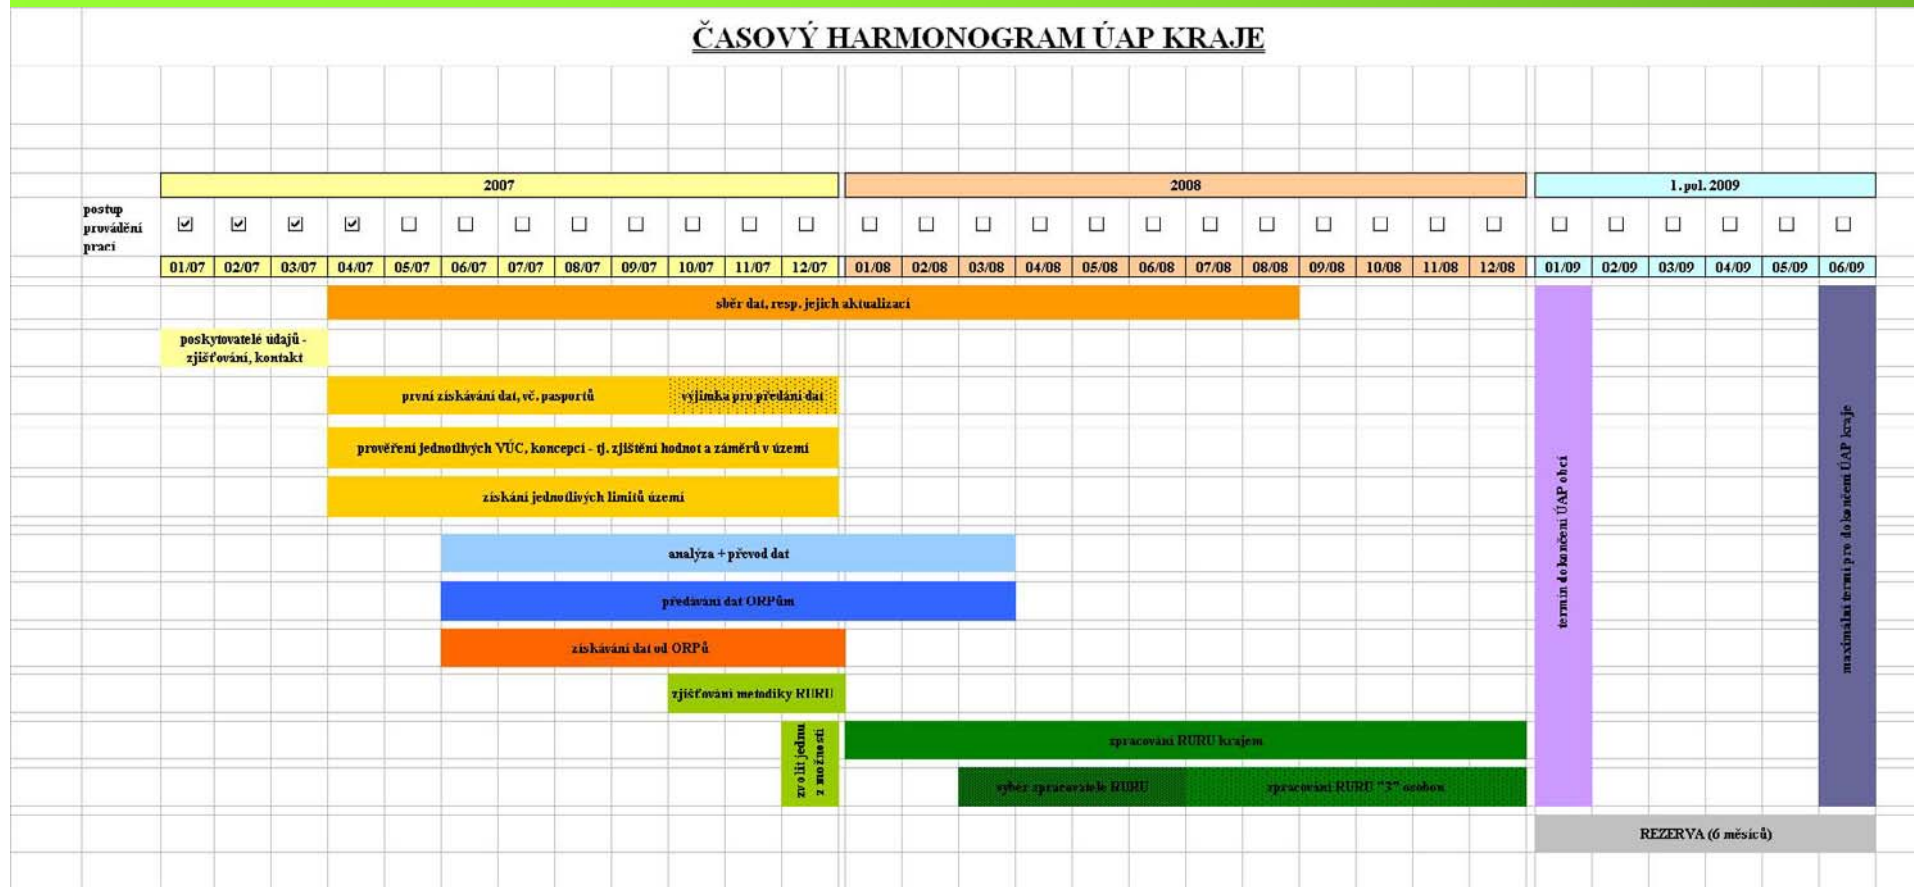 ČASOVÝ HARMONOGRAM ÚAP KRAJE
2007 2008 1. pol. 2009
postup
provádění
prací
01/07 02/07 03/07 04/07 05/07 06/07 07/07 08/07 09/07 10/07 11/07 12/07 01/08 02/08 03/08 04/08 05/08 06/08 07/08 08/08 09/08 10/08 11/08 12/08 01/09 02/09 03/09 04/09 05/09 06/09
sběr dat, resp. jejich aktualizací
poskytovatelé údajů -
zjišťování, kontakt
první získávání dat, vč. pasportů
výjimka pro předání dat
prověření jednotlivých VÚC, koncepcí - tj. zjištění hodnot a záměrů v území
získání jednotlivých limitů území
analýza + převod dat
předávání dat ORPům
získávání dat od ORPů
zjišťování metodiky RURU
zvolit jednu
z možností
zpracování RURU krajem
výběr zpracovatele RURU
zpracování RURU "3" osobou
termín dokončení ÚAP obcí
maximální termí pro dokončení ÚAP kraje
REZERVA (6 měsíců)